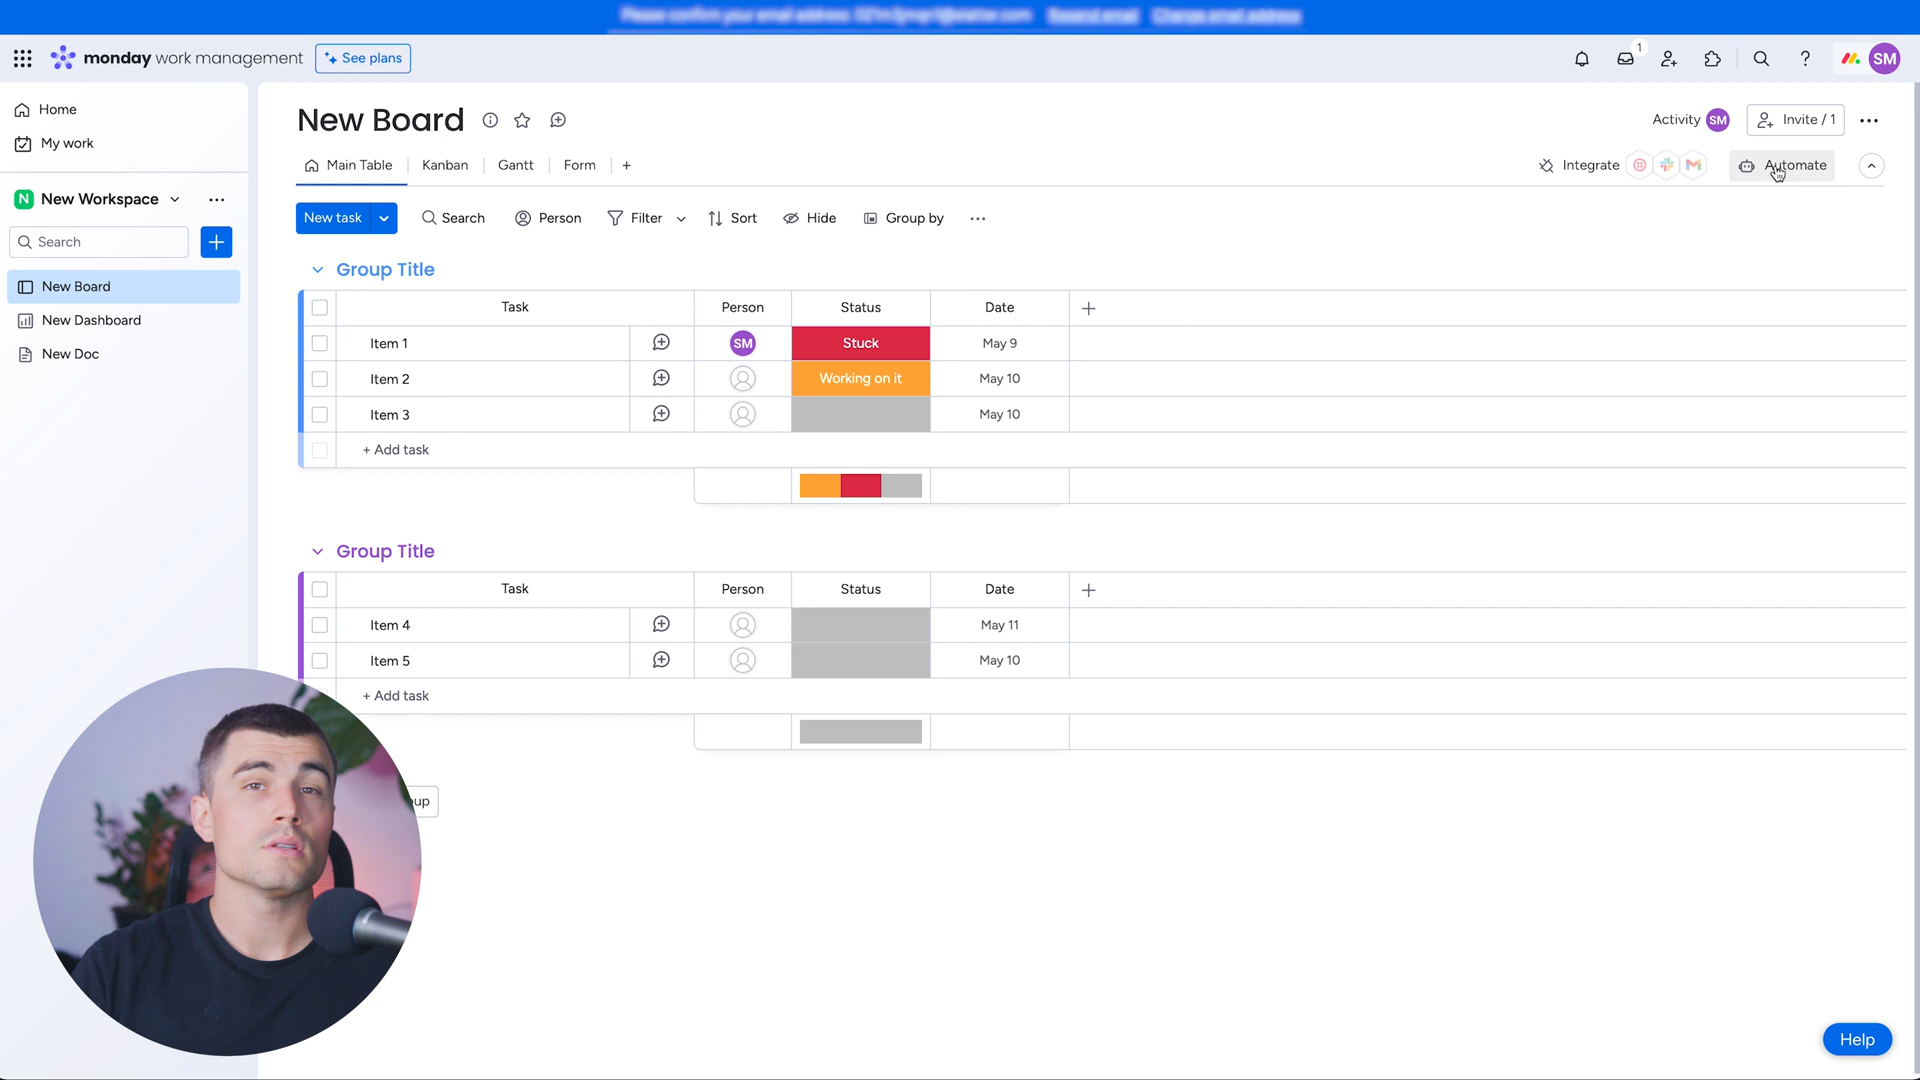 monday work management
See plans
1
SM
Home
My work
N New Workspace
Search
New Board
New Dashboard
New Doc
New Board
Activity SM
Invite / 1
Main Table
Kanban
Gantt
Form
Integrate
Automate
New task
Search
Person
Filter
Sort
Hide
Group by
Group Title
Task Person Status Date
Item 1 SM Stuck May 9
Item 2 Working on it May 10
Item 3 May 10
+ Add task
Group Title
Task Person Status Date
Item 4 May 11
Item 5 May 10
+ Add task
Help